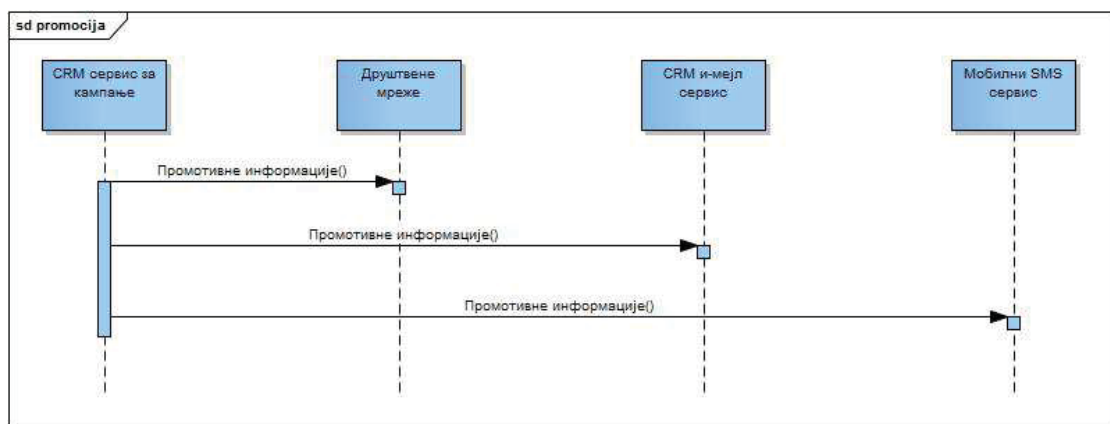 sd promocija
CRM сервис за
кампање
Друштвене
мреже
CRM и-мејл
сервис
Мобилни SMS
сервис
Промотивне информације()
Промотивне информације()
Промотивне информације()